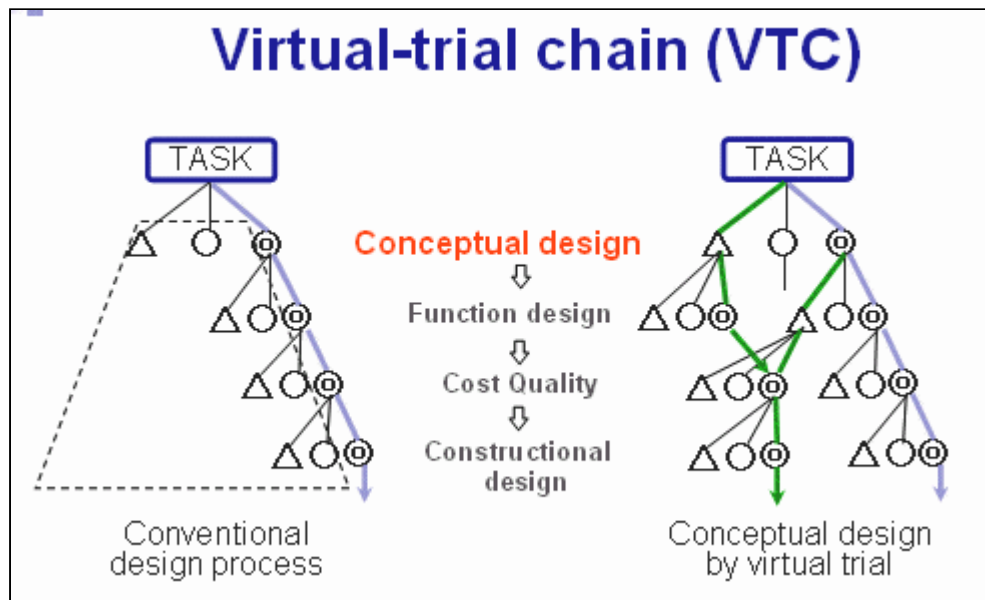 Virtual-trial chain (VTC)
TASK
TASK
Conceptual design
Function design
Cost Quality
Constructional
design
Conventional
design process
Conceptual design
by virtual trial